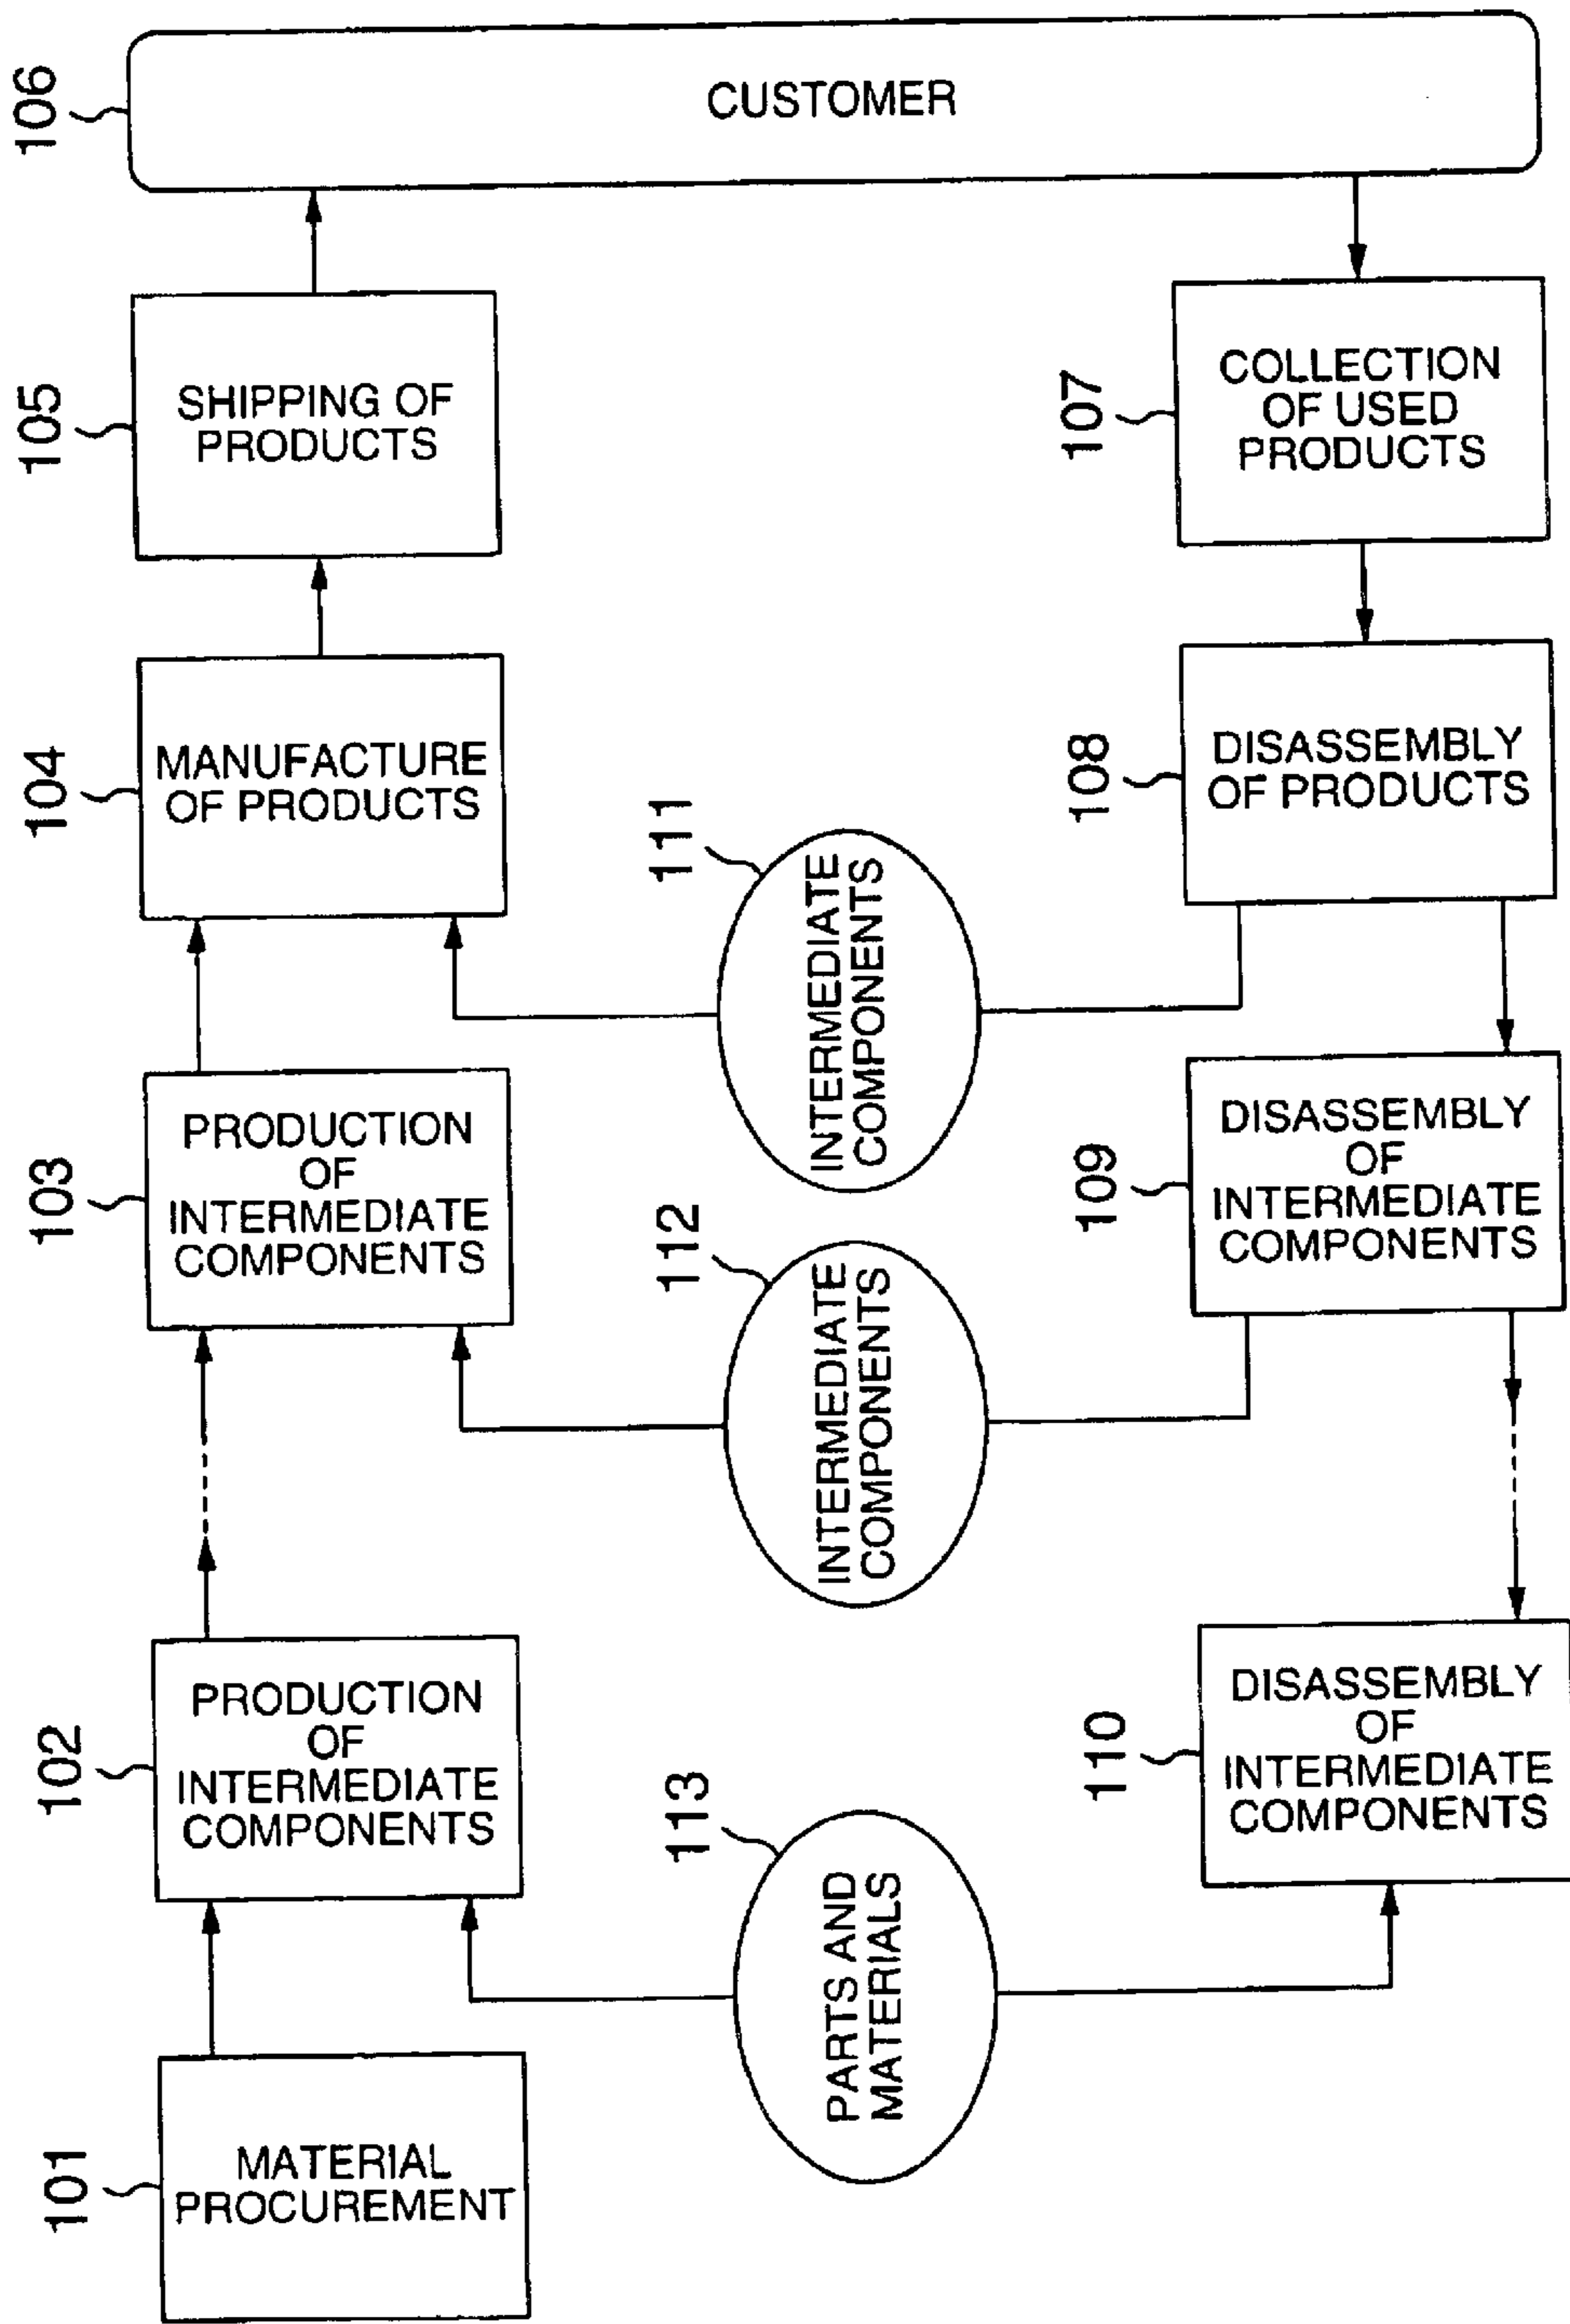 106
CUSTOMER
105
SHIPPING OF
PRODUCTS
107
COLLECTION
OF USED
PRODUCTS
104
MANUFACTURE
OF PRODUCTS
108
DISASSEMBLY
OF PRODUCTS
111
INTERMEDIATE
COMPONENTS
103
PRODUCTION
OF
INTERMEDIATE
COMPONENTS
109
DISASSEMBLY
OF
INTERMEDIATE
COMPONENTS
112
INTERMEDIATE
COMPONENTS
102
PRODUCTION
OF
INTERMEDIATE
COMPONENTS
110
DISASSEMBLY
OF
INTERMEDIATE
COMPONENTS
113
PARTS AND
MATERIALS
101
MATERIAL
PROCUREMENT